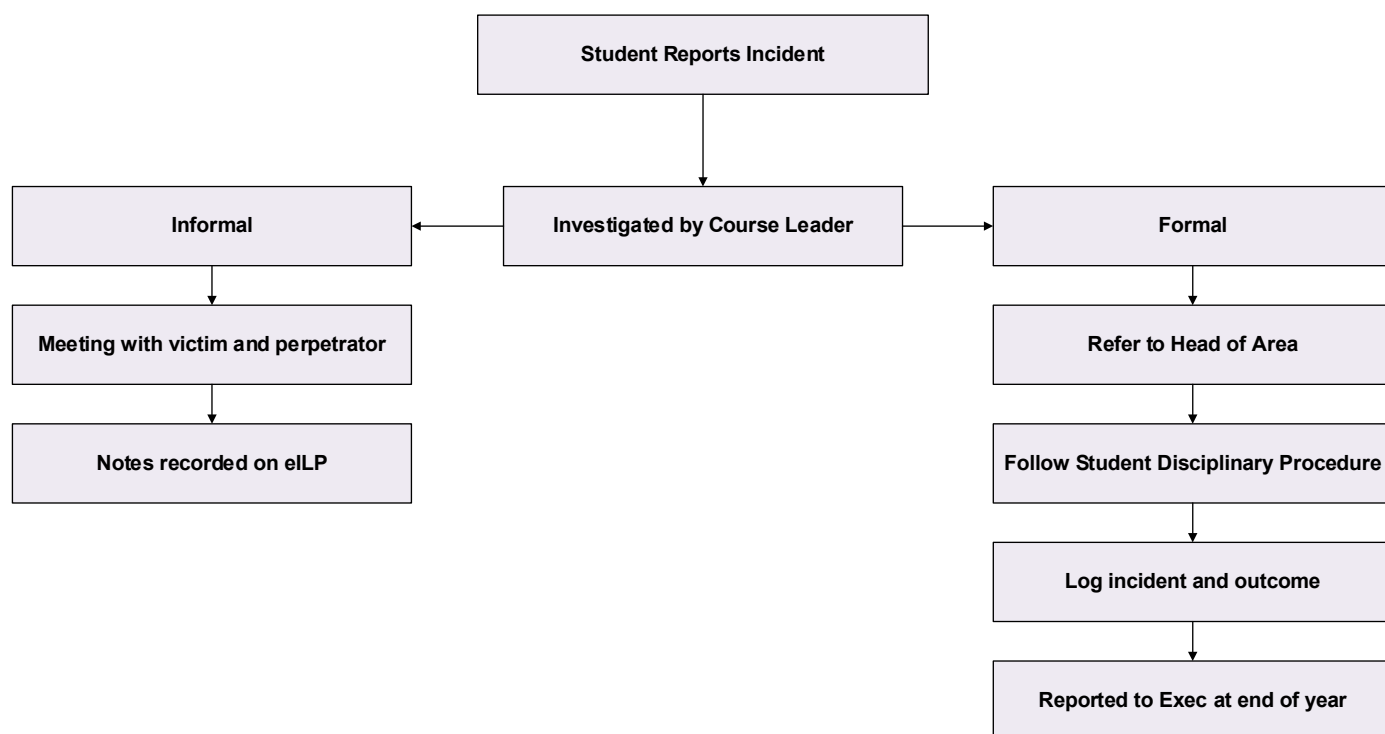 Student Reports Incident
Informal
Investigated by Course Leader
Formal
Meeting with victim and perpetrator
Refer to Head of Area
Notes recorded on eILP
Follow Student Disciplinary Procedure
Log incident and outcome
Reported to Exec at end of year